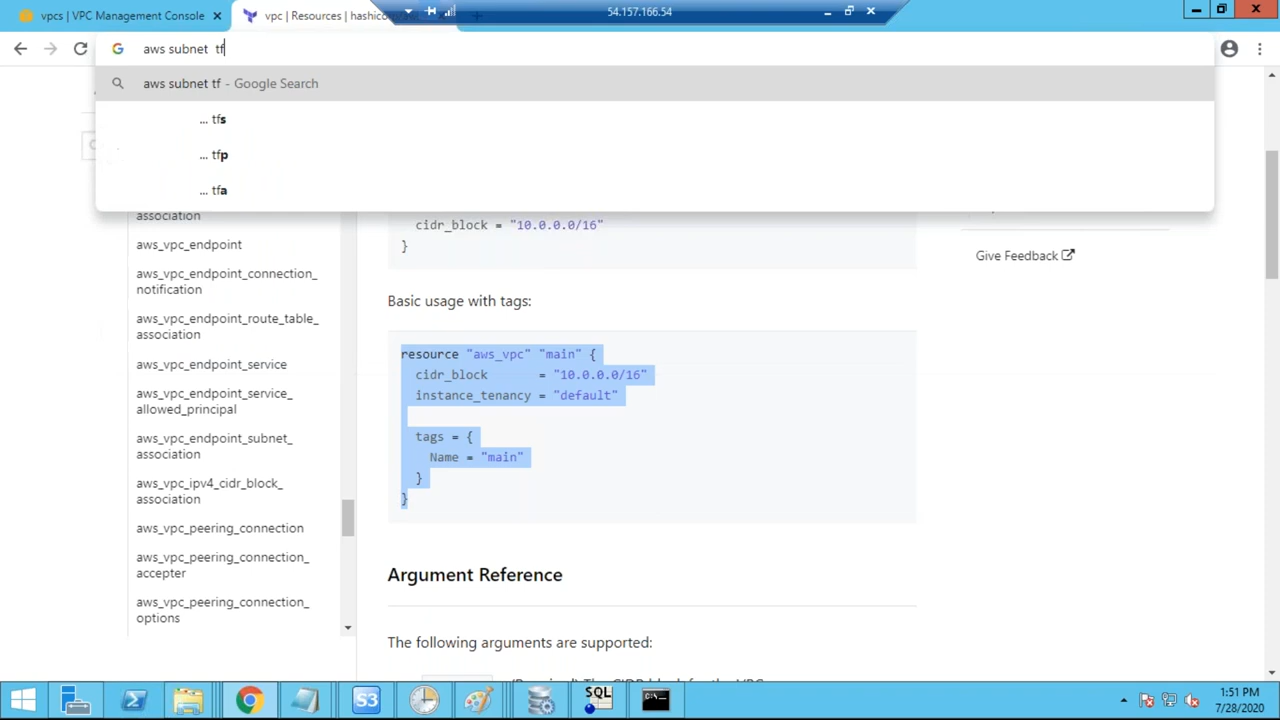 vpcs | VPC Management Console
vpc | Resources | hashicorp
54.157.166.54
aws subnet  tf
aws subnet tf - Google Search
... tfs
... tfp
... tfa
association
aws_vpc_endpoint
aws_vpc_endpoint_connection_
notification
aws_vpc_endpoint_route_table_
association
aws_vpc_endpoint_service
aws_vpc_endpoint_service_
allowed_principal
aws_vpc_endpoint_subnet_
association
aws_vpc_ipv4_cidr_block_
association
aws_vpc_peering_connection
aws_vpc_peering_connection_
accepter
aws_vpc_peering_connection_
options
cidr_block = "10.0.0.0/16"
}
Basic usage with tags:
resource "aws_vpc" "main" {
cidr_block       = "10.0.0.0/16"
instance_tenancy = "default"
tags = {
Name = "main"
}
}
Argument Reference
The following arguments are supported:
Give Feedback
S3
SQL
1:51 PM
7/28/2020